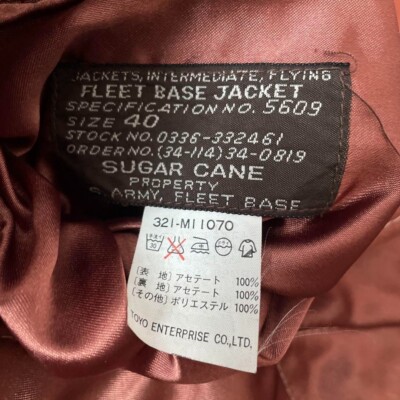 JACKETS, INTERMEDIATE, FLYING
FLEET BASE JACKET
SPECIFICATION NO. 5609
SIZE 40
STOCK NO. 0336-332461
ORDER NO. (34-114) 34-0819
SUGAR CANE
PROPERTY
S. ARMY, FLEET BASE
321-M11070
(表 地) アセテート 100%
(裏 地) アセテート 100%
(その他) ポリエステル 100%
TOYO ENTERPRISE CO., LTD.